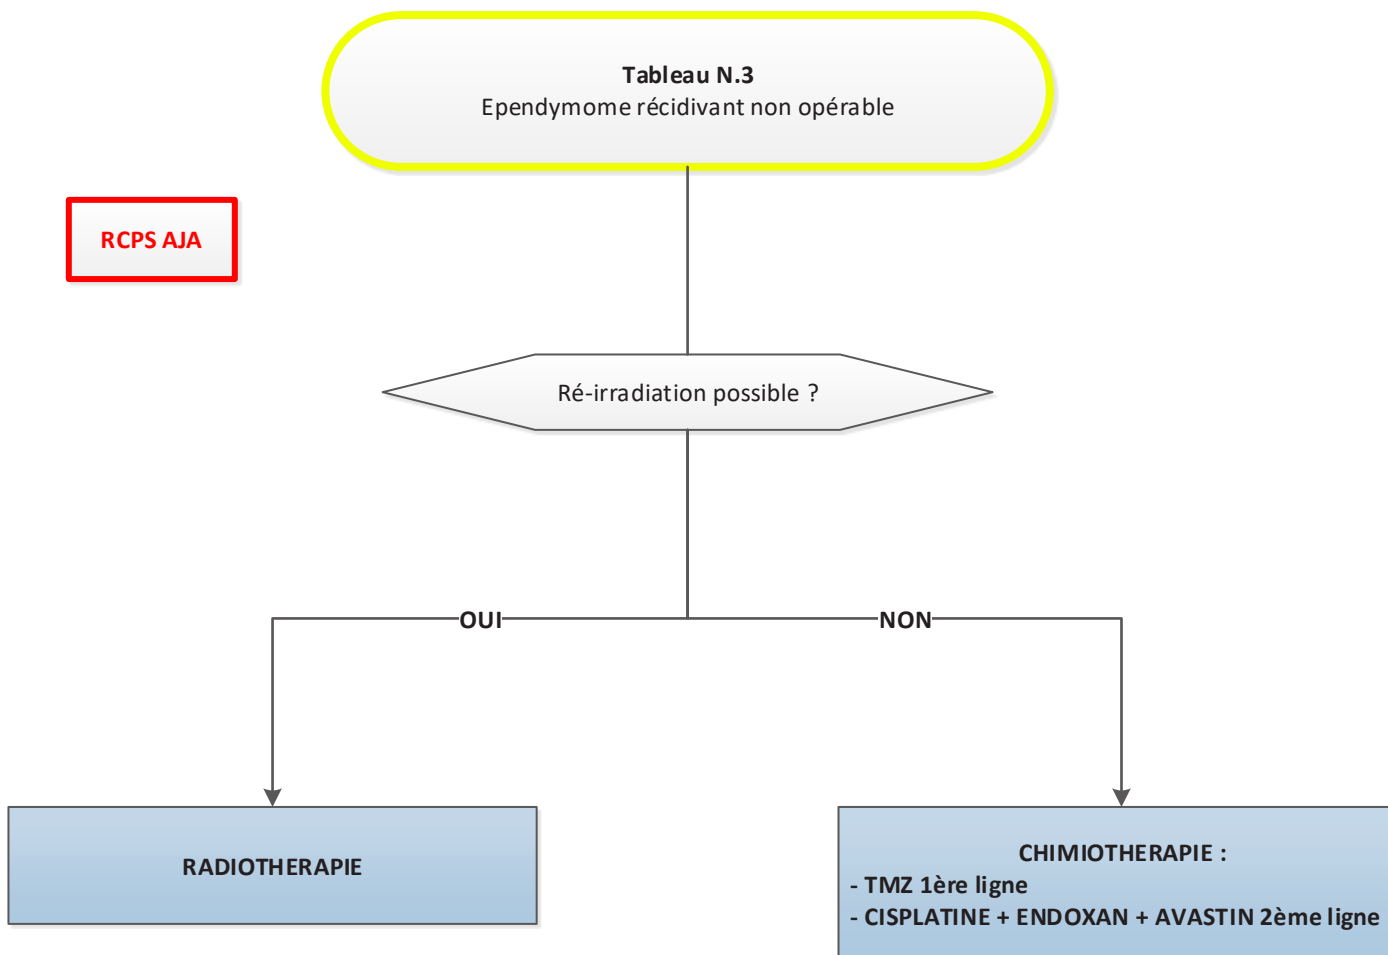 Tableau N.3
Ependymome récidivant non opérable
RCPS AJA
Ré-irradiation possible ?
OUI
NON
RADIOTHERAPIE
CHIMIOTHERAPIE :
- TMZ 1ère ligne
- CISPLATINE + ENDOXAN + AVASTIN 2ème ligne